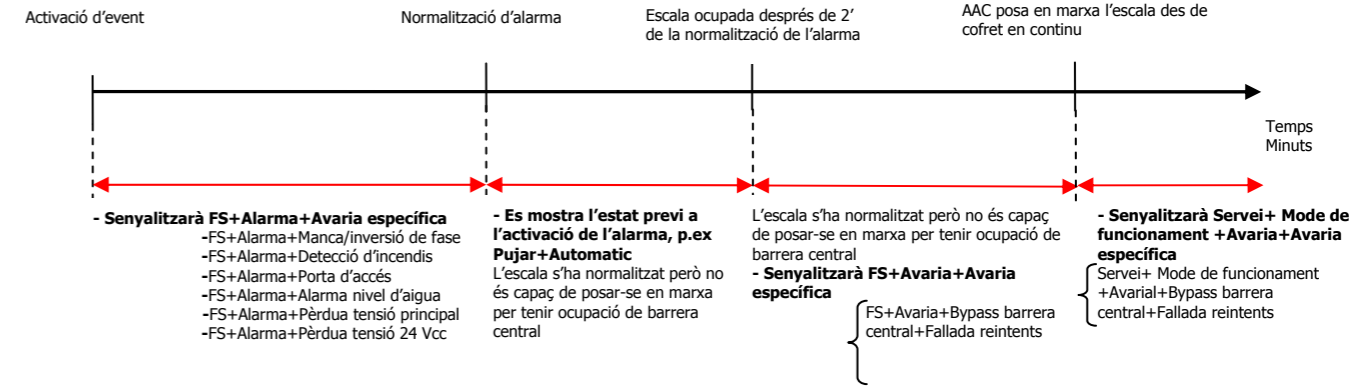 Activació d'event
Normalització d'alarma
Escala ocupada després de 2'
de la normalització de l'alarma
AAC posa en marxa l'escala des de
cofret en continu
Temps
Minuts
- Senyalitzarà FS+Alarma+Avaria específica
-FS+Alarma+Manca/inversió de fase
-FS+Alarma+Detecció d'incendis
-FS+Alarma+Porta d'accés
-FS+Alarma+Alarma nivel d'aigua
-FS+Alarma+Pèrdua tensió principal
-FS+Alarma+Pèrdua tensió 24 Vcc
- Es mostra l'estat previ a
l'activació de l'alarma, p.ex
Pujar+Automatic
L'escala s'ha normalitzat però no
és capaç de posar-se en marxa
per tenir ocupació de barrera
central
L'escala s'ha normalitzat però no és capaç
de posar-se en marxa per tenir ocupació de
barrera central
- Senyalitzarà FS+Avaria+Avaria
específica
FS+Avaria+Bypass barrera
central+Fallada reintents
- Senyalitzarà Servei+ Mode de
funcionament +Avaria+Avaria
específica
Servei+ Mode de funcionament
+Avarial+Bypass barrera
central+Fallada reintents